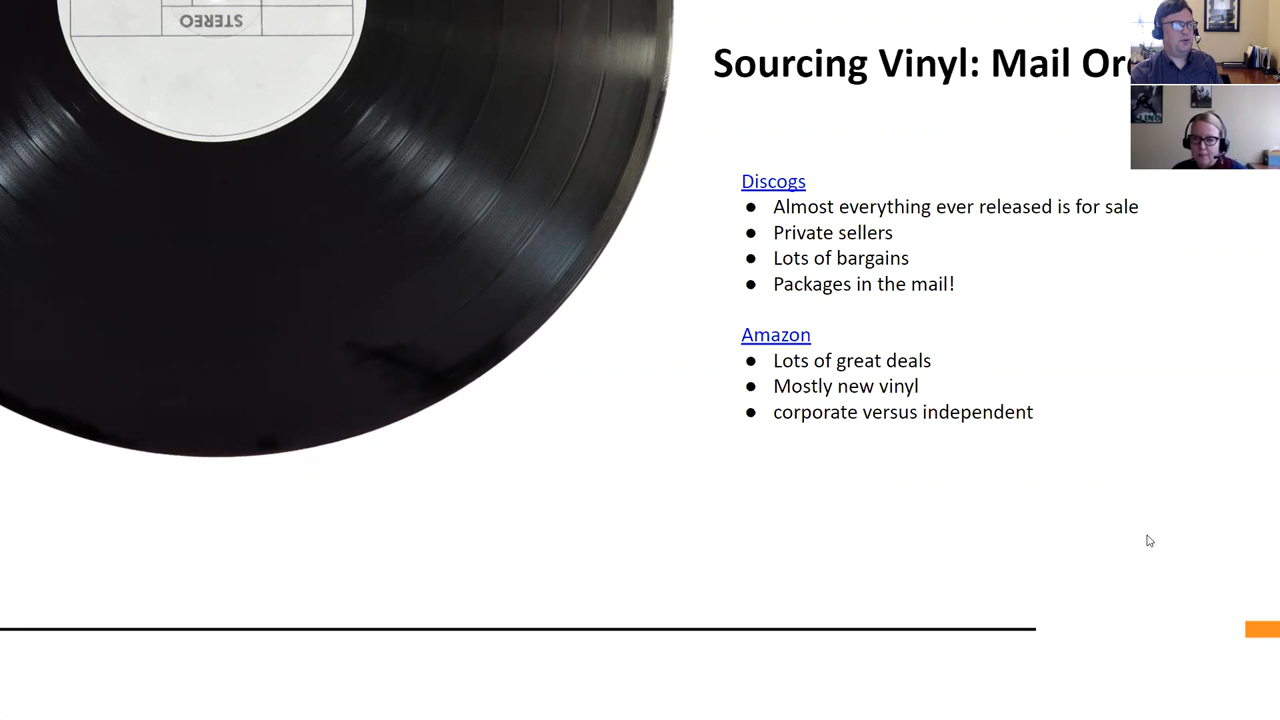 STEREO
Sourcing Vinyl: Mail Or
Discogs
● Almost everything ever released is for sale
● Private sellers
● Lots of bargains
● Packages in the mail!
Amazon
● Lots of great deals
● Mostly new vinyl
● corporate versus independent